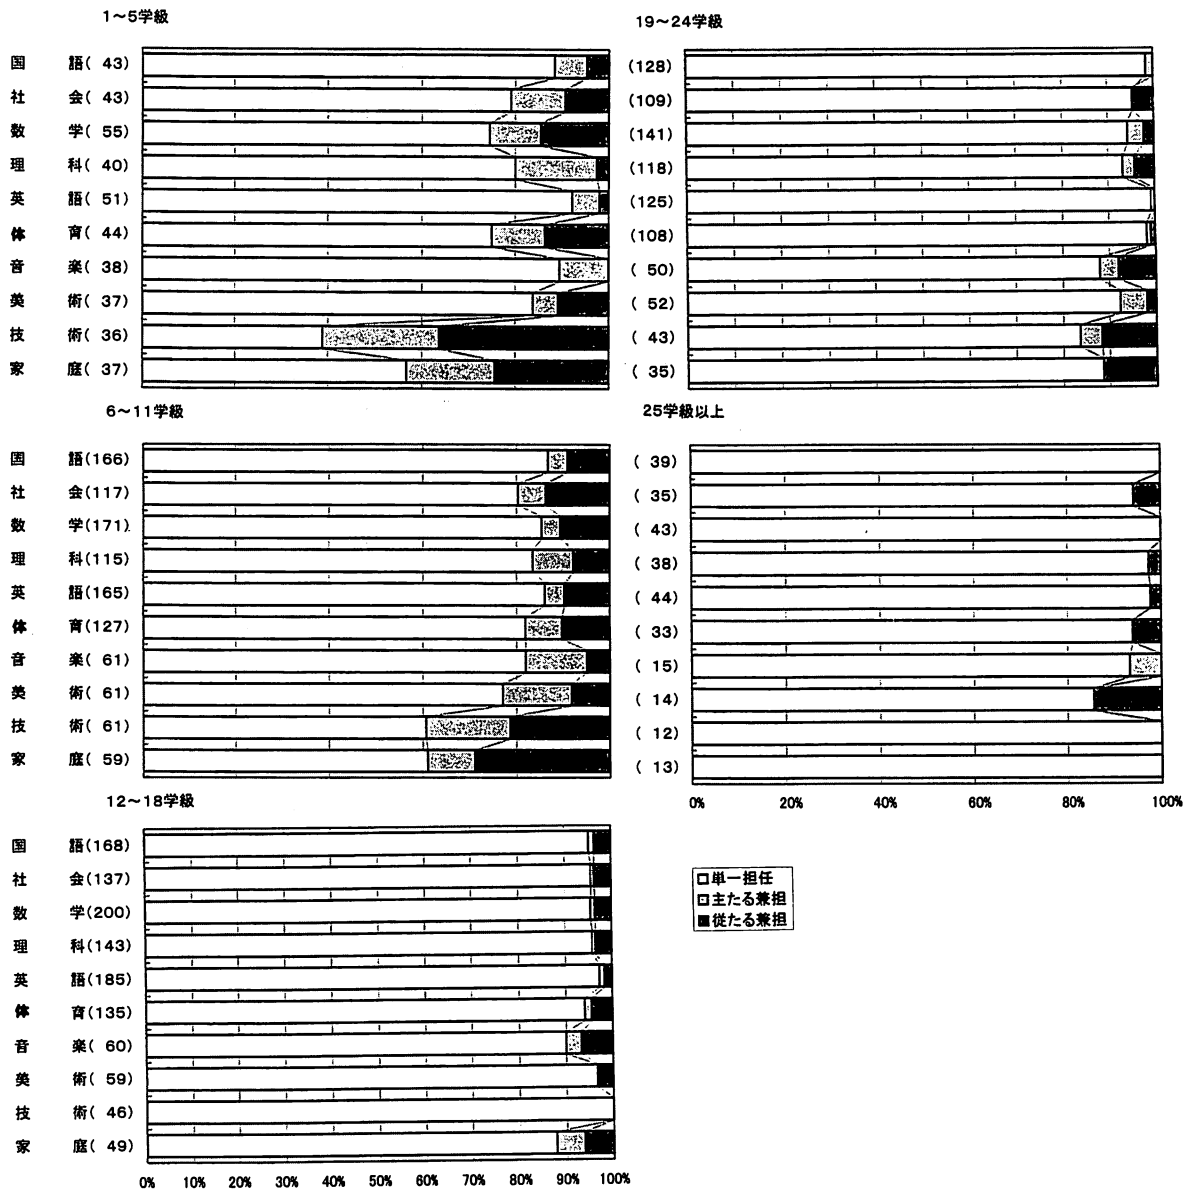 1～5学級
国 語( 43)
社 会( 43)
数 学( 55)
理 科( 40)
英 語( 51)
体 育( 44)
音 楽( 38)
美 術( 37)
技 術( 36)
家 庭( 37)
6～11学級
国 語(166)
社 会(117)
数 学(171)
理 科(115)
英 語(165)
体 育(127)
音 楽( 61)
美 術( 61)
技 術( 61)
家 庭( 59)
12～18学級
国 語(168)
社 会(137)
数 学(200)
理 科(143)
英 語(185)
体 育(135)
音 楽( 60)
美 術( 59)
技 術( 46)
家 庭( 49)
0% 10% 20% 30% 40% 50% 60% 70% 80% 90% 100%
19～24学級
(128)
(109)
(141)
(118)
(125)
(108)
( 50)
( 52)
( 43)
( 35)
25学級以上
( 39)
( 35)
( 43)
( 38)
( 44)
( 33)
( 15)
( 14)
( 12)
( 13)
0% 20% 40% 60% 80% 100%
□単一担任
□主たる兼担
■従たる兼担